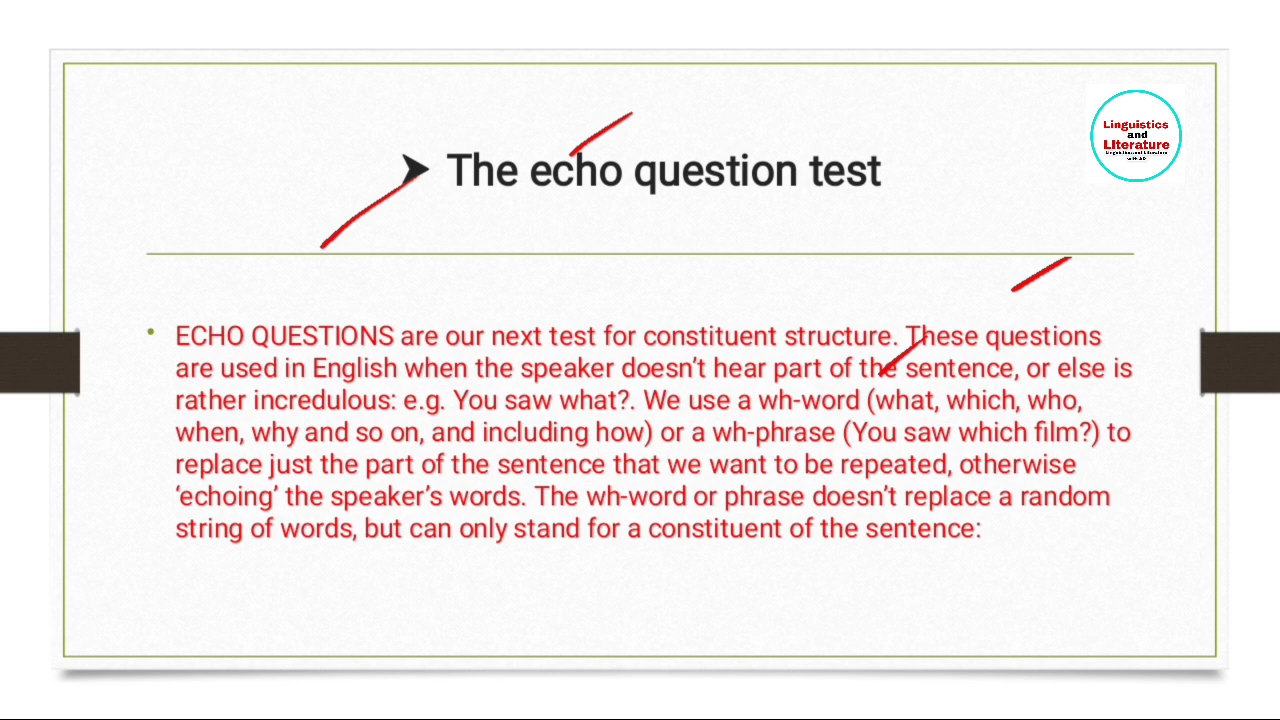 Linguistics
and
LIterature
➤ The echo question test
• ECHO QUESTIONS are our next test for constituent structure. These questions
are used in English when the speaker doesn’t hear part of the sentence, or else is
rather incredulous: e.g. You saw what?. We use a wh-word (what, which, who,
when, why and so on, and including how) or a wh-phrase (You saw which film?) to
replace just the part of the sentence that we want to be repeated, otherwise
‘echoing’ the speaker’s words. The wh-word or phrase doesn’t replace a random
string of words, but can only stand for a constituent of the sentence: